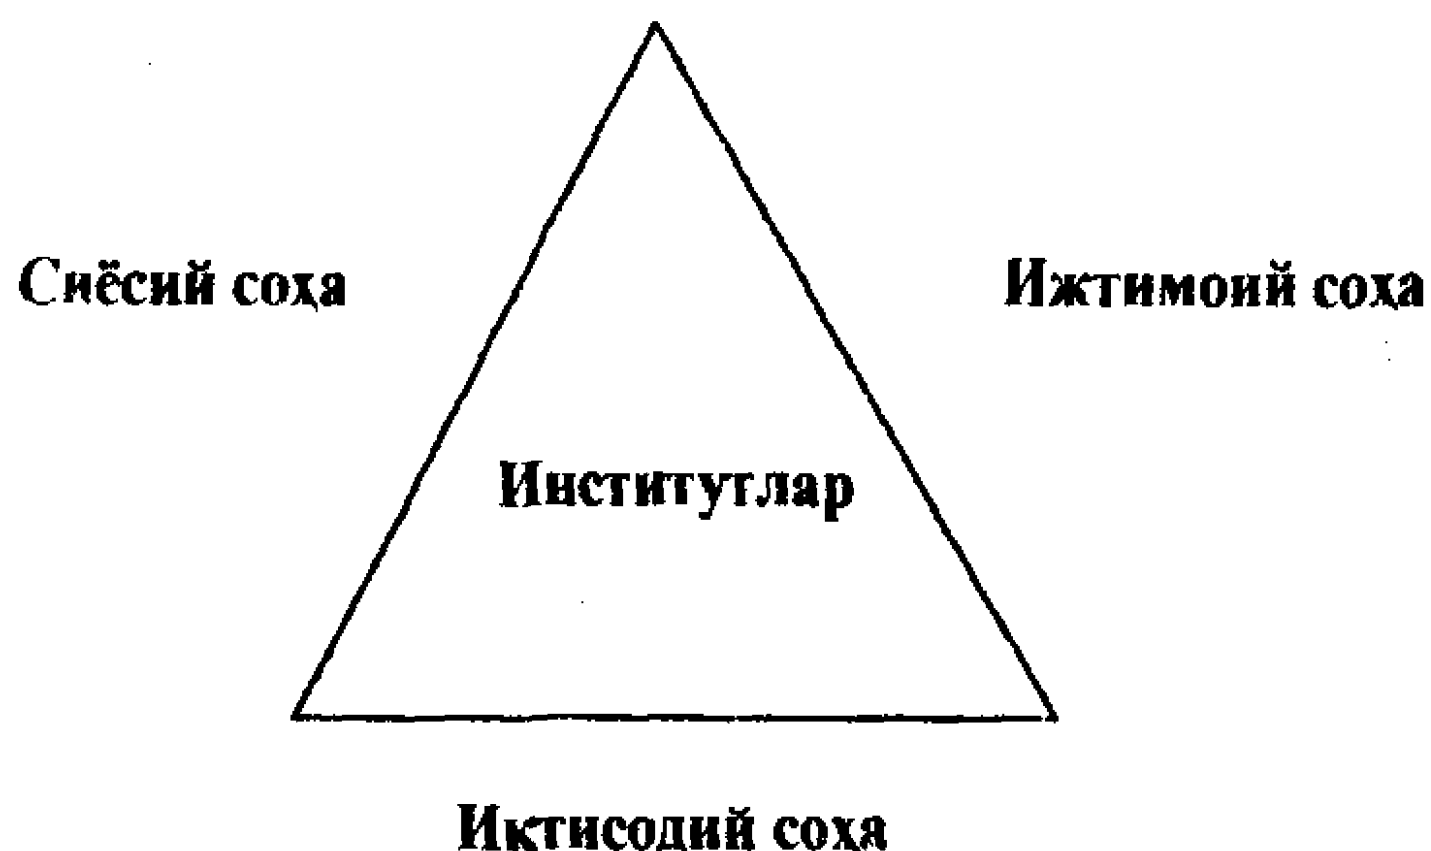 Сиёсий соҳа
Ижтимоий соҳа
Институтлар
Иқтисодий соҳа